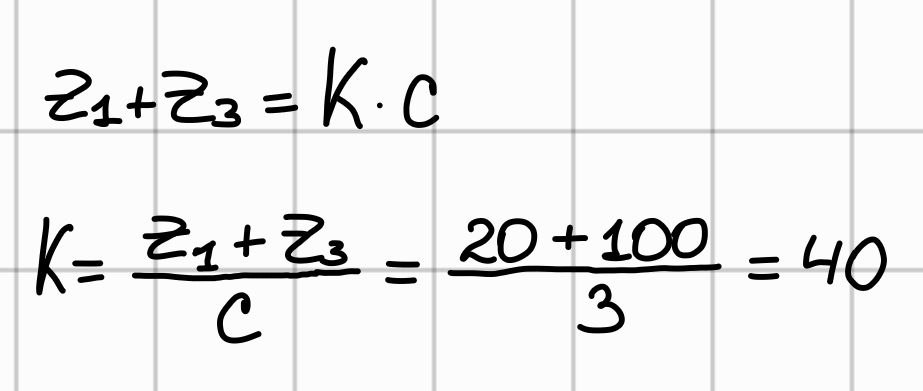 z₁+z₃ = K · c
K = (z₁ + z₃)/c = (20 + 100)/3 = 40